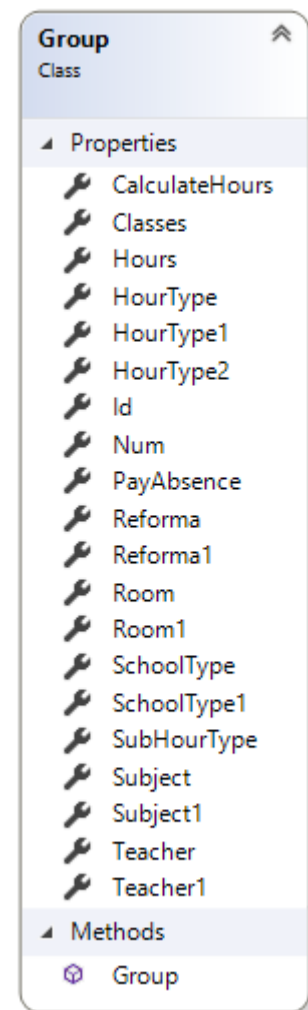 Group
Class
Properties
CalculateHours
Classes
Hours
HourType
HourType1
HourType2
Id
Num
PayAbsence
Reforma
Reforma1
Room
Room1
SchoolType
SchoolType1
SubHourType
Subject
Subject1
Teacher
Teacher1
Methods
Group